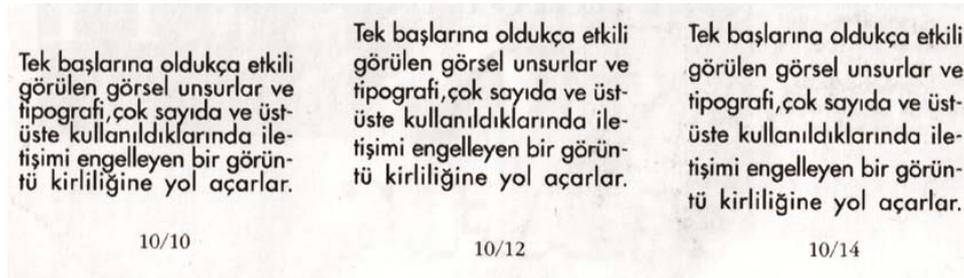 Tek başlarına oldukça etkili
görülen görsel unsurlar ve
tipografi,çok sayıda ve üst-
üste kullanıldıklarında ile-
tişimi engelleyen bir görün-
tü kirliliğine yol açarlar.
10/10
Tek başlarına oldukça etkili
görülen görsel unsurlar ve
tipografi,çok sayıda ve üst-
üste kullanıldıklarında ile-
tişimi engelleyen bir görün-
tü kirliliğine yol açarlar.
10/12
Tek başlarına oldukça etkili
görülen görsel unsurlar ve
tipografi,çok sayıda ve üst-
üste kullanıldıklarında ile-
tişimi engelleyen bir görün-
tü kirliliğine yol açarlar.
10/14